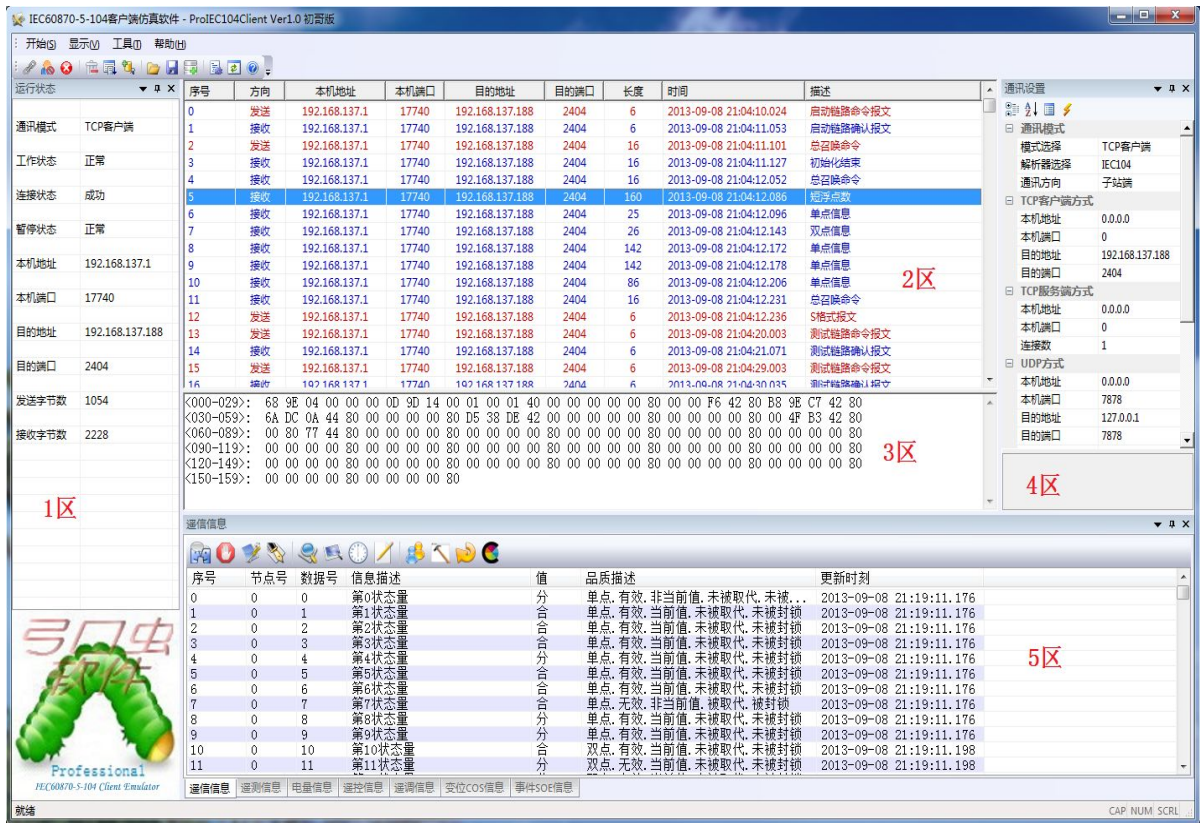 IEC60870-5-104客户端仿真软件 - ProIEC104Client Ver1.0 初哥版
开始(S) 显示(V) 工具(T) 帮助(H)
运行状态
通讯模式 TCP客户端
工作状态 正常
连接状态 成功
暂停状态 正常
本机地址 192.168.137.1
本机端口 17740
目的地址 192.168.137.188
目的端口 2404
发送字节数 1054
接收字节数 2228
1区
弓虫
软件
Professional
IEC60870-5-104 Client Emulator
序号 方向 本机地址 本机端口 目的地址 目的端口 长度 时间 描述
0 发送 192.168.137.1 17740 192.168.137.188 2404 6 2013-09-08 21:04:10.024 启动链路命令报文
1 接收 192.168.137.1 17740 192.168.137.188 2404 6 2013-09-08 21:04:11.053 启动链路确认报文
2 发送 192.168.137.1 17740 192.168.137.188 2404 16 2013-09-08 21:04:11.101 总召唤命令
3 接收 192.168.137.1 17740 192.168.137.188 2404 16 2013-09-08 21:04:11.127 初始化结束
4 接收 192.168.137.1 17740 192.168.137.188 2404 16 2013-09-08 21:04:12.052 总召唤命令
5 接收 192.168.137.1 17740 192.168.137.188 2404 160 2013-09-08 21:04:12.086 短浮点数
6 接收 192.168.137.1 17740 192.168.137.188 2404 25 2013-09-08 21:04:12.096 单点信息
7 接收 192.168.137.1 17740 192.168.137.188 2404 26 2013-09-08 21:04:12.143 双点信息
8 接收 192.168.137.1 17740 192.168.137.188 2404 142 2013-09-08 21:04:12.172 单点信息
9 接收 192.168.137.1 17740 192.168.137.188 2404 142 2013-09-08 21:04:12.178 单点信息
10 接收 192.168.137.1 17740 192.168.137.188 2404 86 2013-09-08 21:04:12.206 单点信息
11 接收 192.168.137.1 17740 192.168.137.188 2404 16 2013-09-08 21:04:12.231 总召唤命令
12 发送 192.168.137.1 17740 192.168.137.188 2404 6 2013-09-08 21:04:12.236 S格式报文
13 发送 192.168.137.1 17740 192.168.137.188 2404 6 2013-09-08 21:04:20.003 测试链路命令报文
14 接收 192.168.137.1 17740 192.168.137.188 2404 6 2013-09-08 21:04:21.071 测试链路确认报文
15 发送 192.168.137.1 17740 192.168.137.188 2404 6 2013-09-08 21:04:29.003 测试链路命令报文
16 接收 192.168.137.1 17740 192.168.137.188 2404 6 2013-09-08 21:04:30.035 测试链路确认报文
2区
<000-029>: 68 9E 04 00 00 00 0D 9D 14 00 01 00 01 40 00 00 00 00 00 80 00 00 F6 42 80 B8 9E C7 42 80
<030-059>: 6A DC 0A 44 80 00 00 00 00 80 D5 38 DE 42 00 00 00 00 00 80 00 00 00 00 80 00 4F B3 42 80
<060-089>: 00 80 77 44 80 00 00 00 00 80 00 00 00 00 80 00 00 00 00 80 00 00 00 00 80 00 00 00 00 80
<090-119>: 00 00 00 00 80 00 00 00 00 80 00 00 00 00 80 00 00 00 00 80 00 00 00 00 80 00 00 00 00 80
<120-149>: 00 00 00 00 80 00 00 00 00 80 00 00 00 00 80 00 00 00 00 80 00 00 00 00 80 00 00 00 00 80
<150-159>: 00 00 00 00 80 00 00 00 00 80
3区
通讯设置
通讯模式
模式选择 TCP客户端
解析器选择 IEC104
通讯方向 子站端
TCP客户端方式
本机地址 0.0.0.0
本机端口 0
目的地址 192.168.137.188
目的端口 2404
TCP服务端方式
本机地址 0.0.0.0
本机端口 0
连接数 1
UDP方式
本机地址 0.0.0.0
本机端口 7878
目的地址 127.0.0.1
目的端口 7878
4区
遥信信息
序号 节点号 数据号 信息描述 值 品质描述 更新时刻
0 0 0 第0状态量 分 单点.有效.非当前值.未被取代.未被... 2013-09-08 21:19:11.176
1 0 1 第1状态量 合 单点.有效.当前值.未被取代.未被封锁 2013-09-08 21:19:11.176
2 0 2 第2状态量 合 单点.有效.当前值.未被取代.未被封锁 2013-09-08 21:19:11.176
3 0 3 第3状态量 合 单点.有效.当前值.未被取代.未被封锁 2013-09-08 21:19:11.176
4 0 4 第4状态量 分 单点.有效.当前值.未被取代.未被封锁 2013-09-08 21:19:11.176
5 0 5 第5状态量 合 单点.有效.当前值.未被取代.未被封锁 2013-09-08 21:19:11.176
6 0 6 第6状态量 合 单点.有效.当前值.未被取代.未被封锁 2013-09-08 21:19:11.176
7 0 7 第7状态量 合 单点.无效.非当前值.被取代.被封锁 2013-09-08 21:19:11.176
8 0 8 第8状态量 分 单点.有效.当前值.未被取代.未被封锁 2013-09-08 21:19:11.176
9 0 9 第9状态量 分 单点.有效.当前值.未被取代.未被封锁 2013-09-08 21:19:11.176
10 0 10 第10状态量 合 双点.有效.当前值.未被取代.未被封锁 2013-09-08 21:19:11.198
11 0 11 第11状态量 分 双点.无效.当前值.未被取代.未被封锁 2013-09-08 21:19:11.198
5区
遥信信息 遥测信息 电量信息 遥控信息 遥调信息 变位COS信息 事件SOE信息
就绪
CAP NUM SCRL